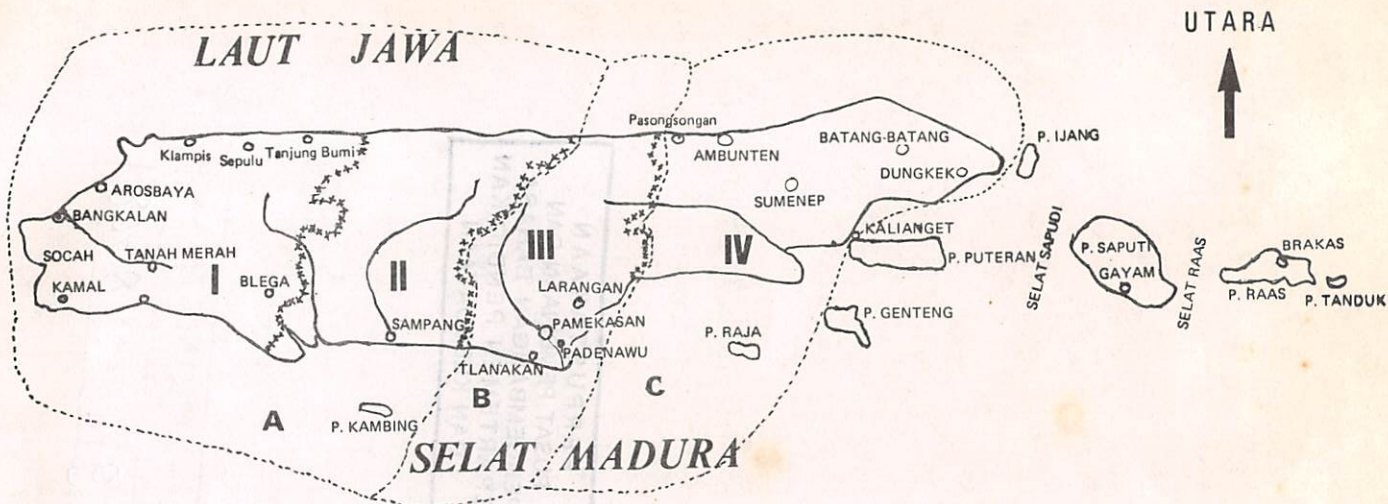 UTARA
LAUT JAWA
Pasongsongan
P. IJANG
Klampis
Sepulu
Tanjung Bumi
AMBUNTEN
BATANG-BATANG
DUNGKEKO
AROSBAYA
SUMENEP
BANGKALAN
KALIANGET
SOCAH
TANAH MERAH
I
II
III
IV
P. PUTERAN
SELAT SAPUDI
P. SAPUTI
GAYAM
SELAT RAAS
BRAKAS
P. RAAS
P. TANDUK
KAMAL
BLEGA
LARANGAN
SAMPANG
PAMEKASAN
PADENAWU
TLANAKAN
P. RAJA
P. GENTENG
A
B
C
P. KAMBING
SELAT MADURA